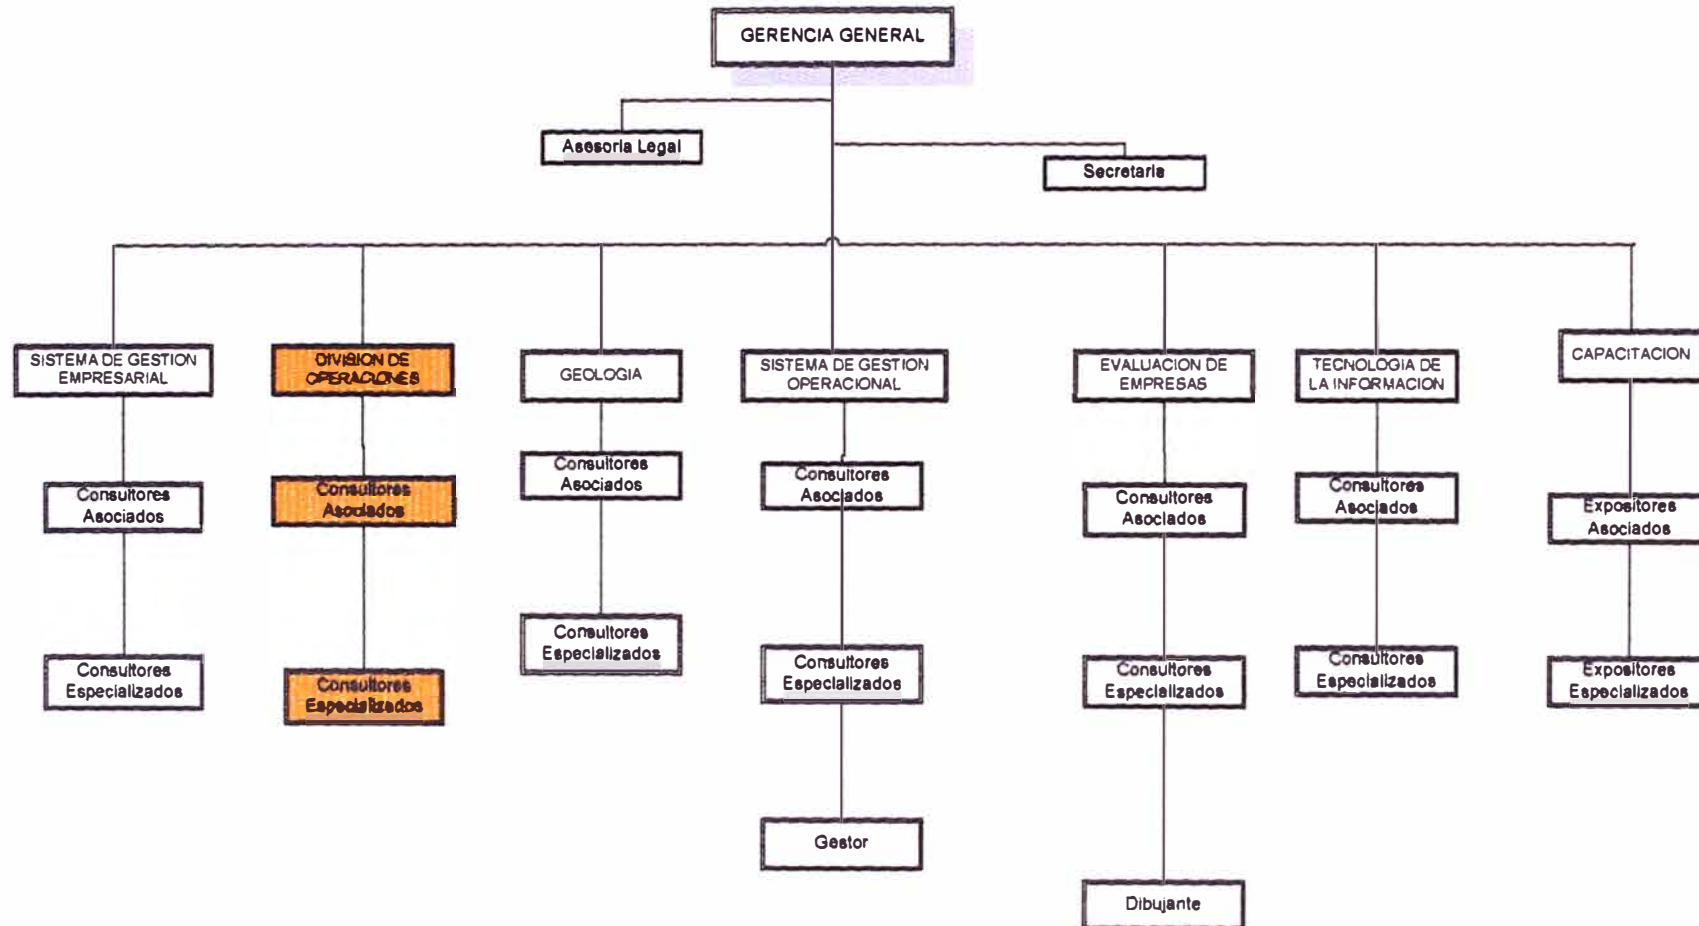 GERENCIA GENERAL
Asesoria Legal
Secretaria
SISTEMA DE GESTION
EMPRESARIAL
DIVISION DE
OPERACIONES
GEOLOGIA
SISTEMA DE GESTION
OPERACIONAL
EVALUACION DE
EMPRESAS
TECNOLOGIA DE
LA INFORMACION
CAPACITACION
Consultores
Asociados
Consultores
Asociados
Consultores
Asociados
Consultores
Asociados
Consultores
Asociados
Consultores
Asociados
Expositores
Asociados
Consultores
Especializados
Consultores
Especializados
Consultores
Especializados
Consultores
Especializados
Consultores
Especializados
Consultores
Especializados
Expositores
Especializados
Gestor
Dibujante